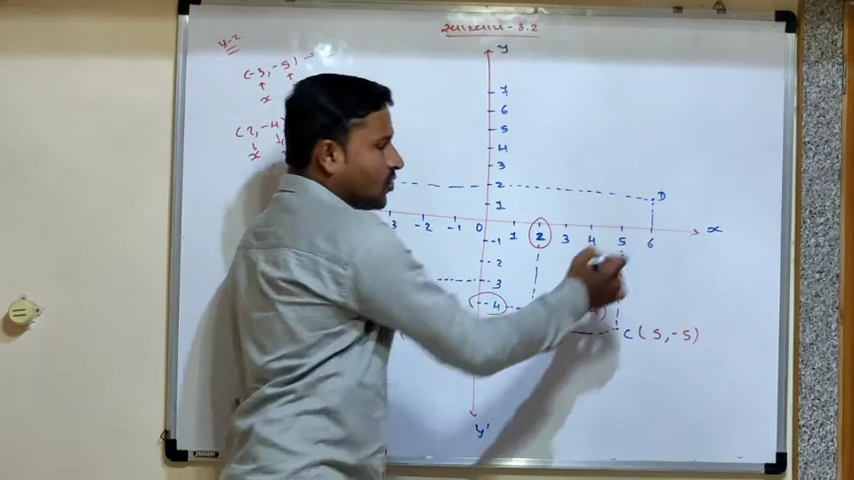 સ્વાધ્યાય - 3.2
પ્ર-2
(-3, -5) →
↑ ↑
x
(2, -4)
↓ ↓
x
y
7
6
5
4
3
2
1
D
3 -2 -1 0 1 2 3 4 5 6 x
-1
- 2
- 3
- 4
C ( 5, -5)
y'